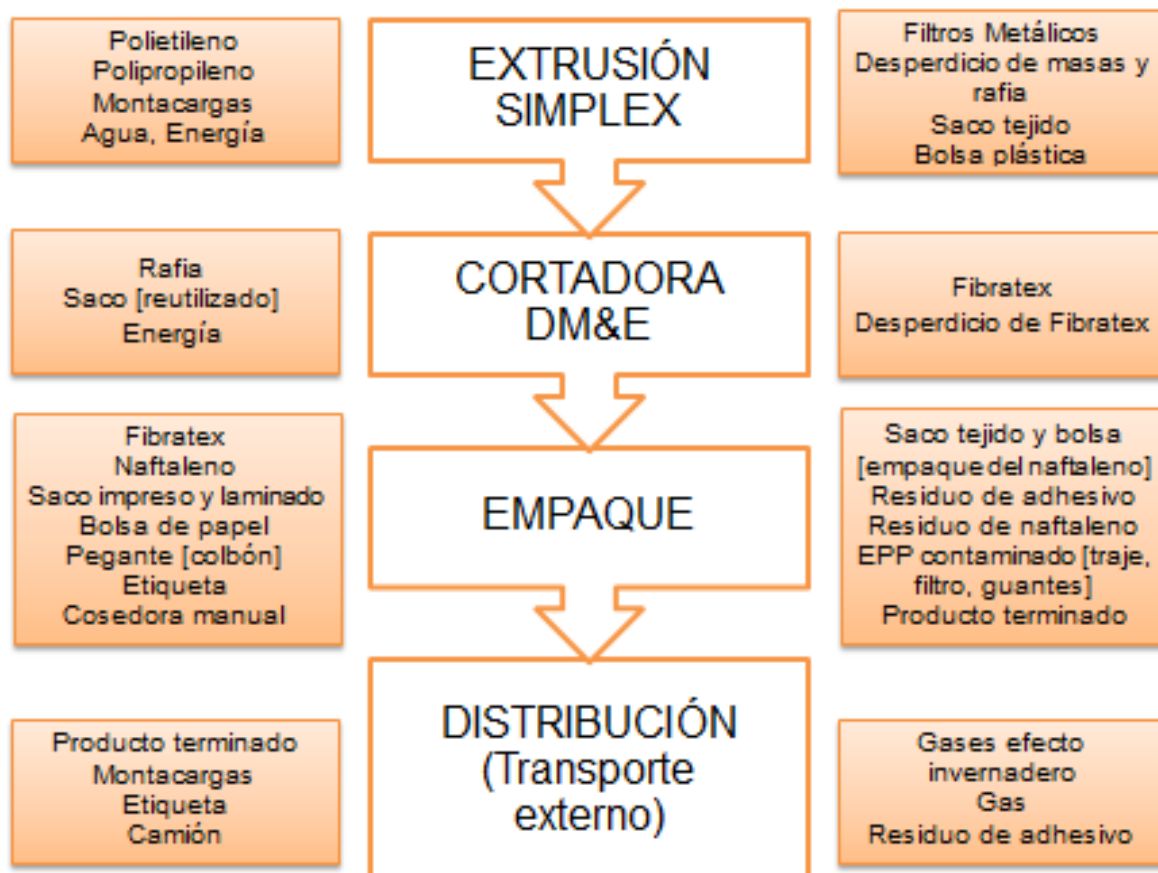 Polietileno
Polipropileno
Montacargas
Agua, Energía
EXTRUSIÓN
SIMPLEX
Filtros Metálicos
Desperdicio de masas y
rafia
Saco tejido
Bolsa plástica
Rafia
Saco [reutilizado]
Energía
CORTADORA
DM&E
Fibratex
Desperdicio de Fibratex
Fibratex
Naftaleno
Saco impreso y laminado
Bolsa de papel
Pegante [colbón]
Etiqueta
Cosedora manual
EMPAQUE
Saco tejido y bolsa
[empaque del naftaleno]
Residuo de adhesivo
Residuo de naftaleno
EPP contaminado [traje,
filtro, guantes]
Producto terminado
Producto terminado
Montacargas
Etiqueta
Camión
DISTRIBUCIÓN
(Transporte
externo)
Gases efecto
invernadero
Gas
Residuo de adhesivo